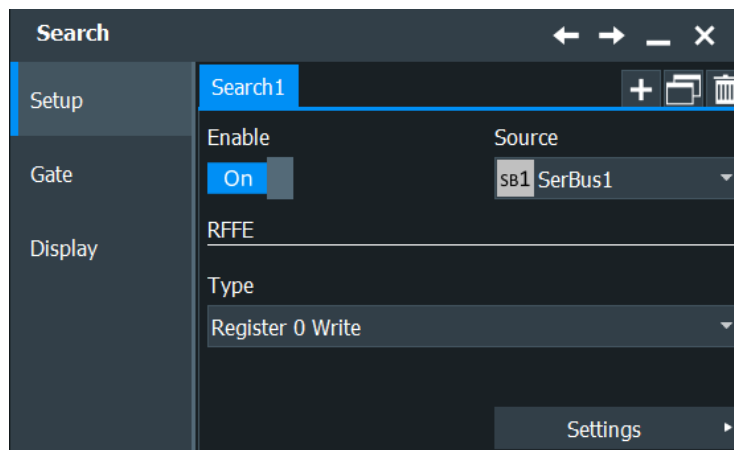 Search
Setup
Gate
Display
Search1
Enable
Source
On
SB1 SerBus1
RFFE
Type
Register 0 Write
Settings